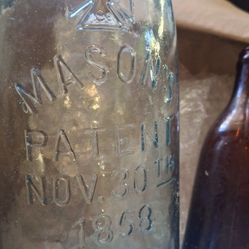 MASON'S
PATENT
NOV. 30TH
1858